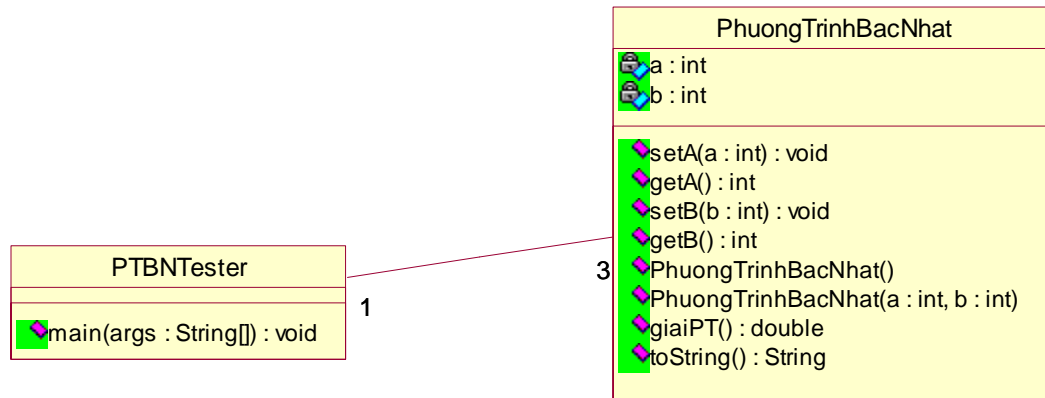 PhuongTrinhBacNhat
a : int
b : int
setA(a : int) : void
getA() : int
setB(b : int) : void
getB() : int
PhuongTrinhBacNhat()
PhuongTrinhBacNhat(a : int, b : int)
giaiPT() : double
toString() : String
3
PTBNTester
1
main(args : String[]) : void